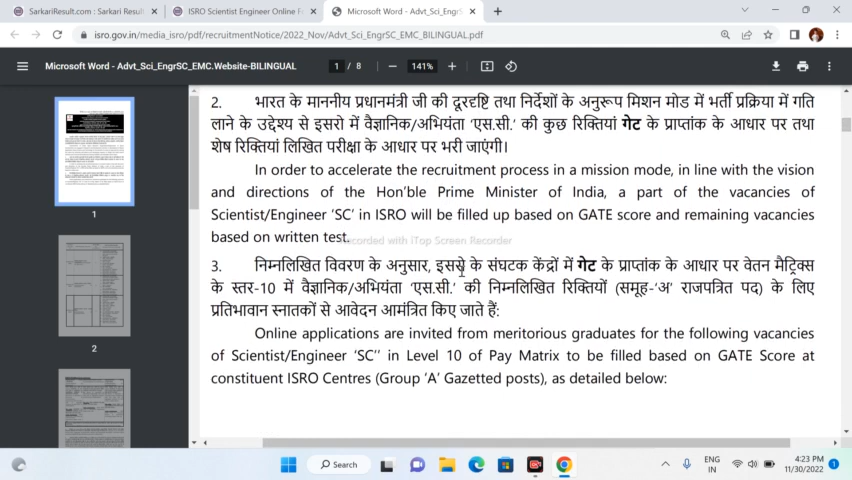 SarkariResult.com : Sarkari Result
ISRO Scientist Engineer Online Fo
Microsoft Word - Advt_Sci_EngrSC
isro.gov.in/media_isro/pdf/recruitmentNotice/2022_Nov/Advt_Sci_EngrSC_EMC_BILINGUAL.pdf
Microsoft Word - Advt_Sci_EngrSC_EMC.Website-BILINGUAL
1 / 8
141%
2. भारत के माननीय प्रधानमंत्री जी की दूरदृष्टि तथा निर्देशों के अनुरूप मिशन मोड में भर्ती प्रक्रिया में गति
लाने के उद्देश्य से इसरो में वैज्ञानिक/अभियंता 'एस.सी.' की कुछ रिक्तियां गेट के प्राप्तांक के आधार पर तथा
शेष रिक्तियां लिखित परीक्षा के आधार पर भरी जाएंगी।
In order to accelerate the recruitment process in a mission mode, in line with the vision
and directions of the Hon'ble Prime Minister of India, a part of the vacancies of
Scientist/Engineer 'SC' in ISRO will be filled up based on GATE score and remaining vacancies
based on written test.
Recorded with iTop Screen Recorder
3. निम्नलिखित विवरण के अनुसार, इसरो के संघटक केंद्रों में गेट के प्राप्तांक के आधार पर वेतन मैट्रिक्स
के स्तर-10 में वैज्ञानिक/अभियंता 'एस.सी.' की निम्नलिखित रिक्तियों (समूह-'अ' राजपत्रित पद) के लिए
प्रतिभावान स्नातकों से आवेदन आमंत्रित किए जाते हैं:
Online applications are invited from meritorious graduates for the following vacancies
of Scientist/Engineer 'SC'' in Level 10 of Pay Matrix to be filled based on GATE Score at
constituent ISRO Centres (Group 'A' Gazetted posts), as detailed below:
1
2
Search
ENG
IN
4:23 PM
11/30/2022
1